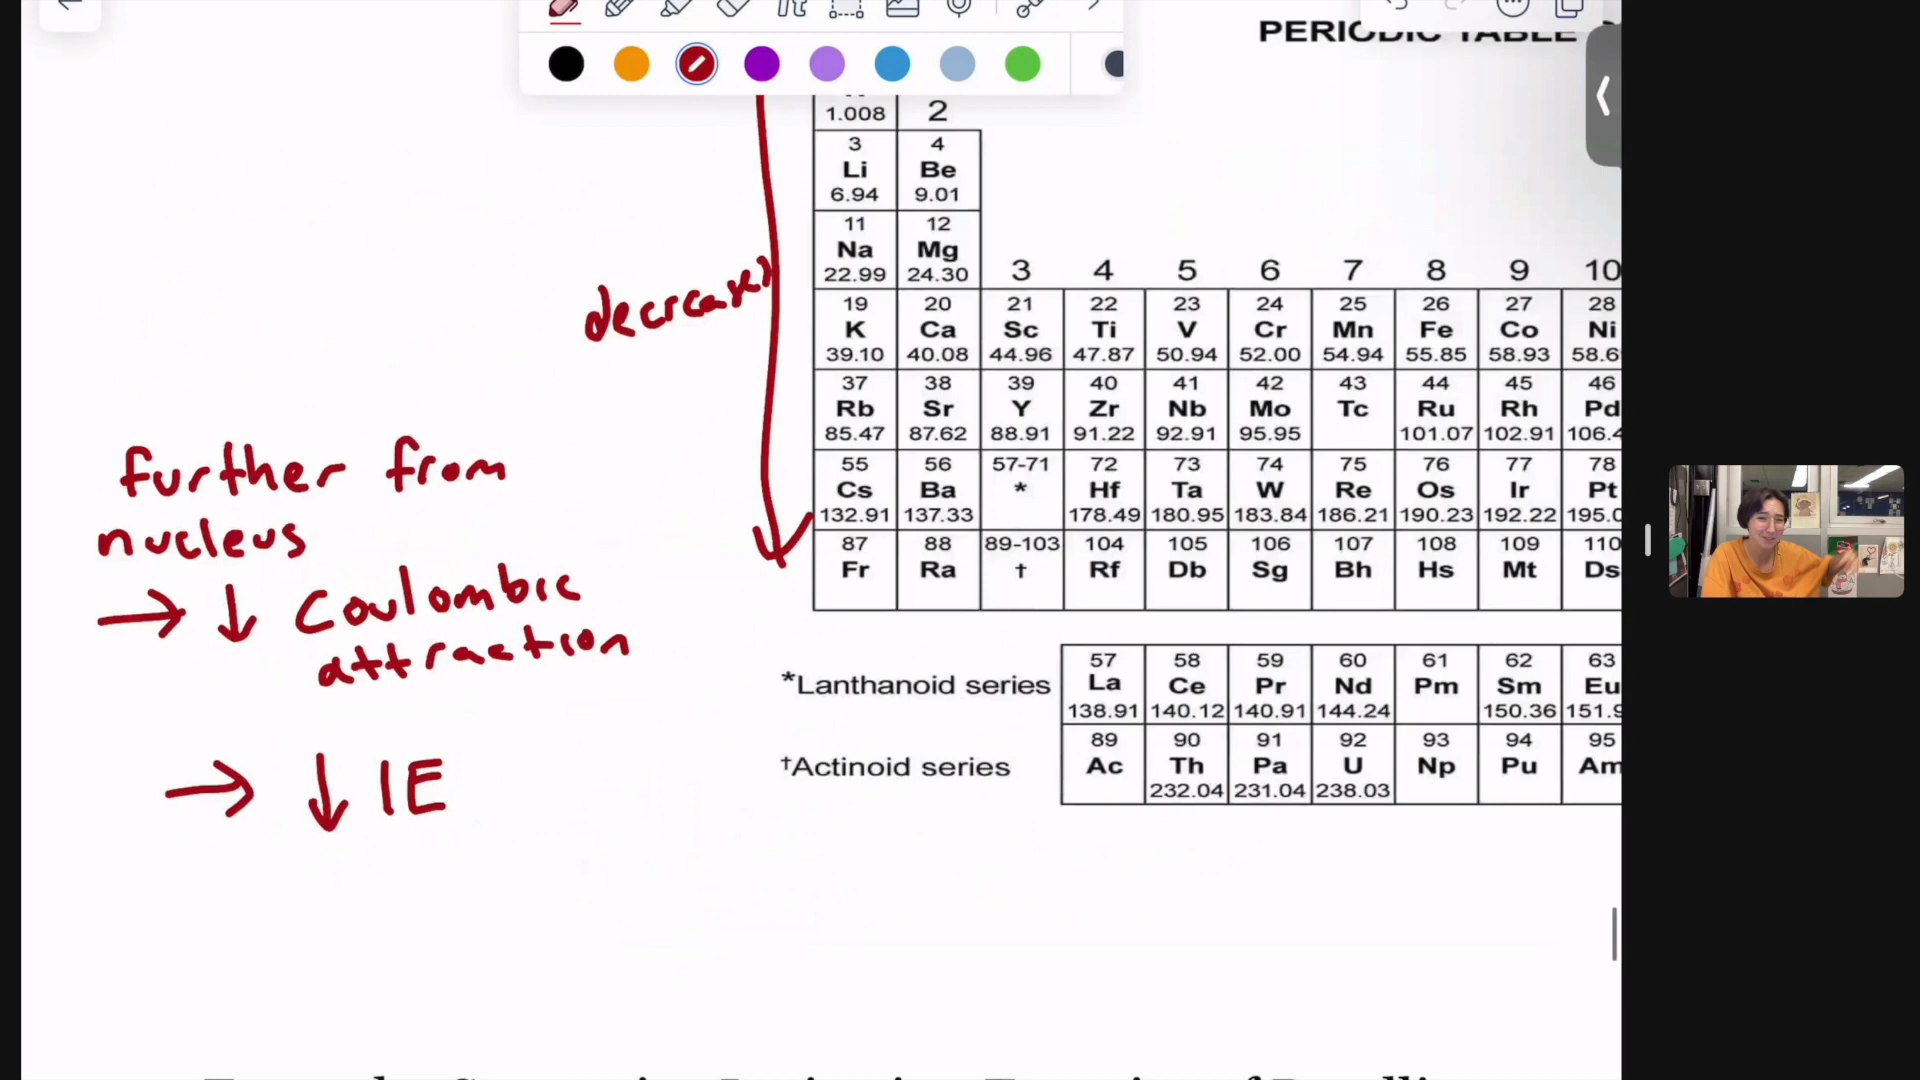 PERIODIC TABLE
1.008
2
3 4
Li Be
6.94 9.01
11 12
Na Mg
22.99 24.30
3 4 5 6 7 8 9 10
decreases
19 20 21 22 23 24 25 26 27 28
K Ca Sc Ti V Cr Mn Fe Co Ni
39.10 40.08 44.96 47.87 50.94 52.00 54.94 55.85 58.93 58.6
37 38 39 40 41 42 43 44 45 46
Rb Sr Y Zr Nb Mo Tc Ru Rh Pd
85.47 87.62 88.91 91.22 92.91 95.95 101.07 102.91 106.4
55 56 57-71 72 73 74 75 76 77 78
Cs Ba * Hf Ta W Re Os Ir Pt
132.91 137.33 178.49 180.95 183.84 186.21 190.23 192.22 195.0
87 88 89-103 104 105 106 107 108 109 110
Fr Ra † Rf Db Sg Bh Hs Mt Ds
further from
nucleus
→ ↓ Coulombic
attraction
→ ↓ IE
*Lanthanoid series
57 58 59 60 61 62 63
La Ce Pr Nd Pm Sm Eu
138.91 140.12 140.91 144.24 150.36 151.9
†Actinoid series
89 90 91 92 93 94 95
Ac Th Pa U Np Pu Am
232.04 231.04 238.03